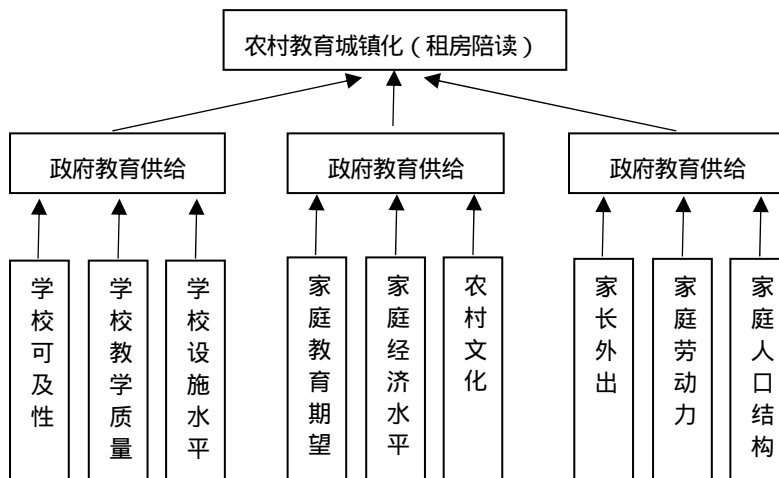 农村教育城镇化（租房陪读）
政府教育供给
政府教育供给
政府教育供给
学校可及性
学校教学质量
学校设施水平
家庭教育期望
家庭经济水平
农村文化
家长外出
家庭劳动力
家庭人口结构